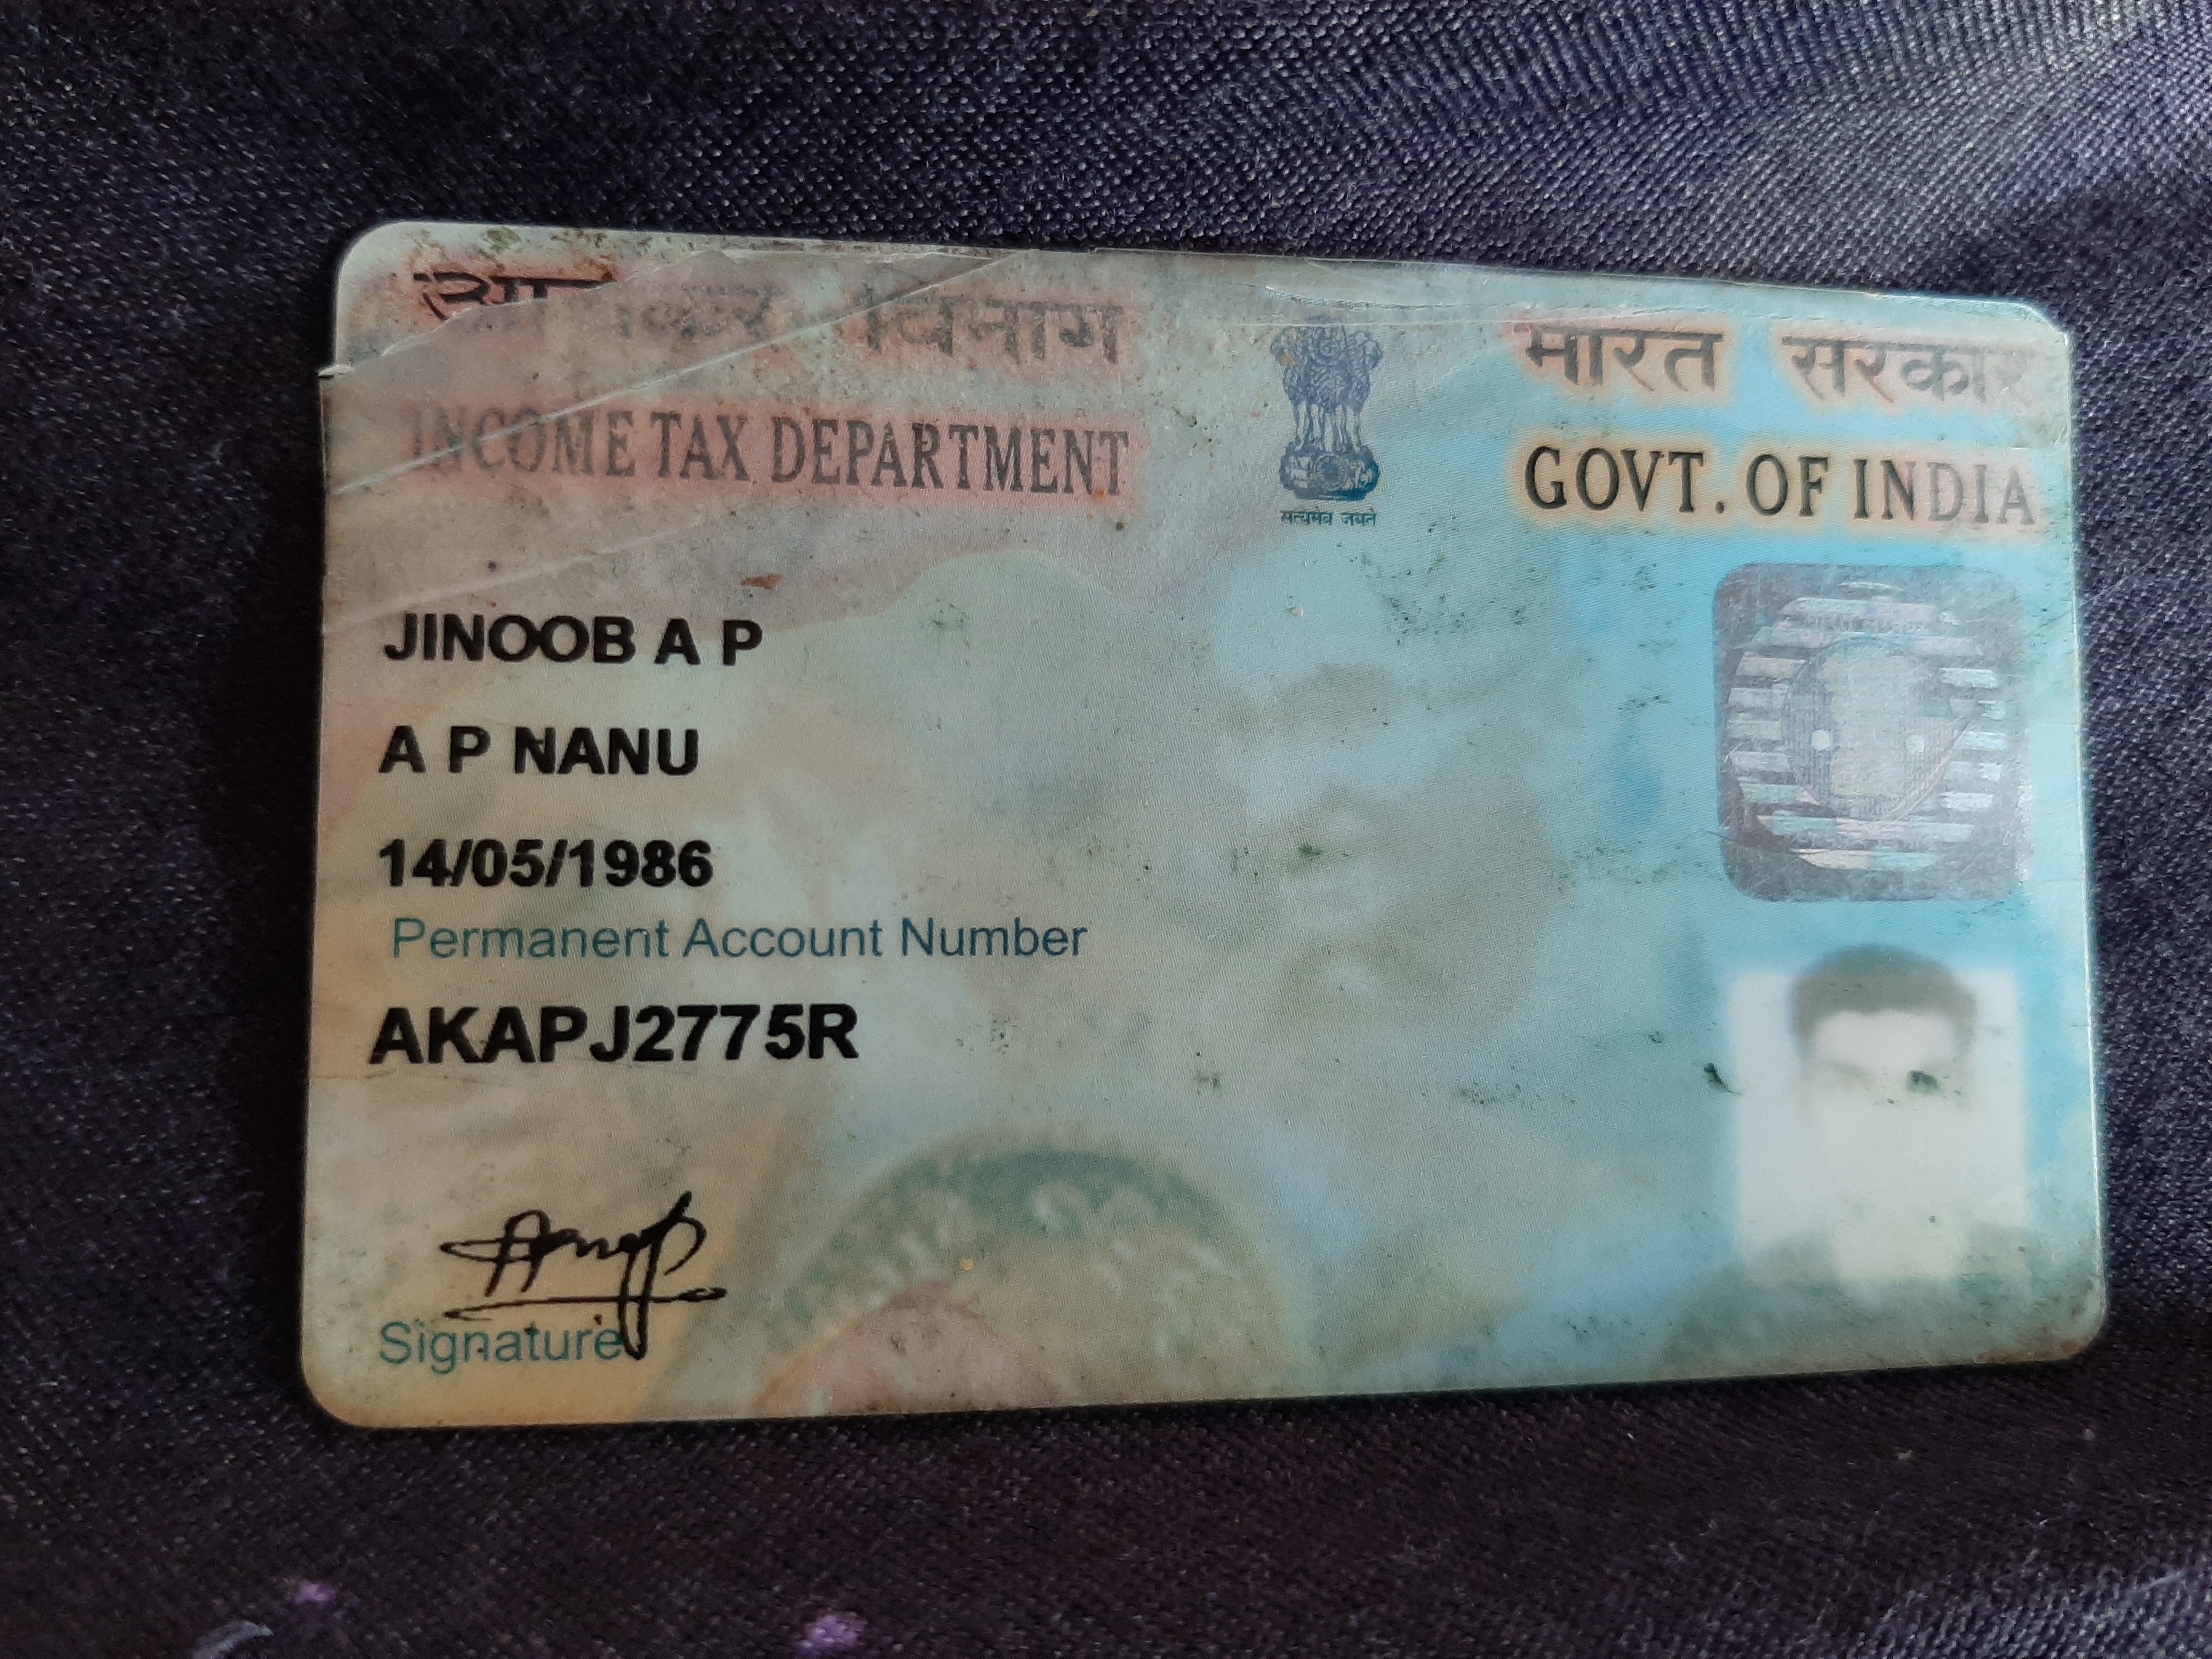 आयकर विभाग
INCOME TAX DEPARTMENT
सत्यमेव जयते
भारत सरकार
GOVT. OF INDIA
JINOOB A P
A P NANU
14/05/1986
Permanent Account Number
AKAPJ2775R
Signature